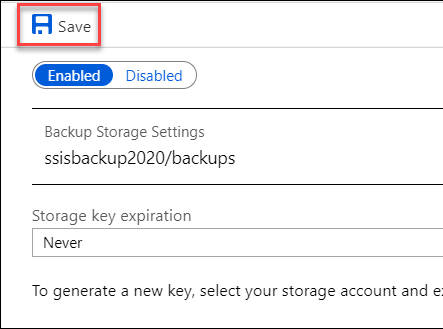 Save
Enabled Disabled
Backup Storage Settings
ssisbackup2020/backups
Storage key expiration
Never
To generate a new key, select your storage account and